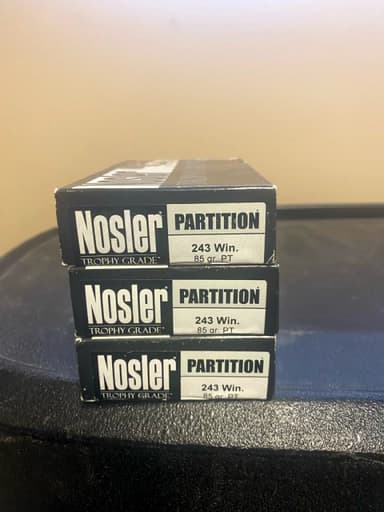 Nosler
TROPHY GRADE
PARTITION
243 Win.
85 gr. PT
Nosler
TROPHY GRADE
PARTITION
243 Win.
85 gr. PT
Nosler
TROPHY GRADE
PARTITION
243 Win.
85 gr. PT